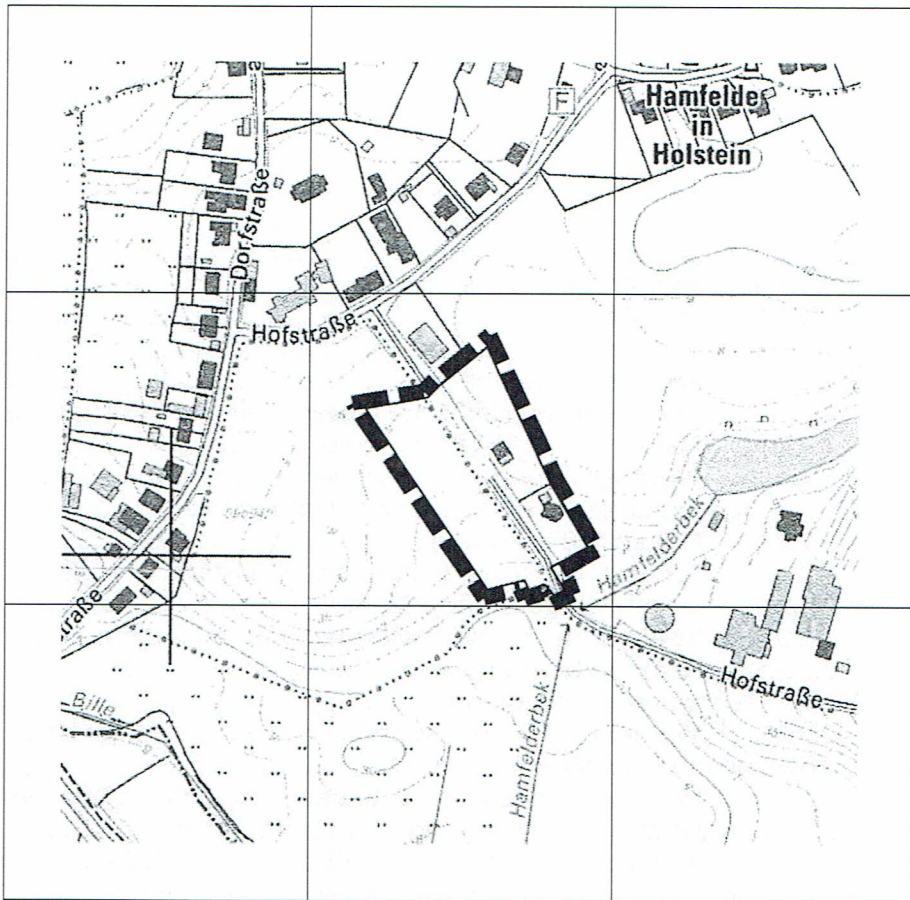 F
Hamfelde
in
Holstein
Dorfstraße
Hofstraße
Hamfelderbek
straße
Hofstraße
Bille
Hamfelderbek